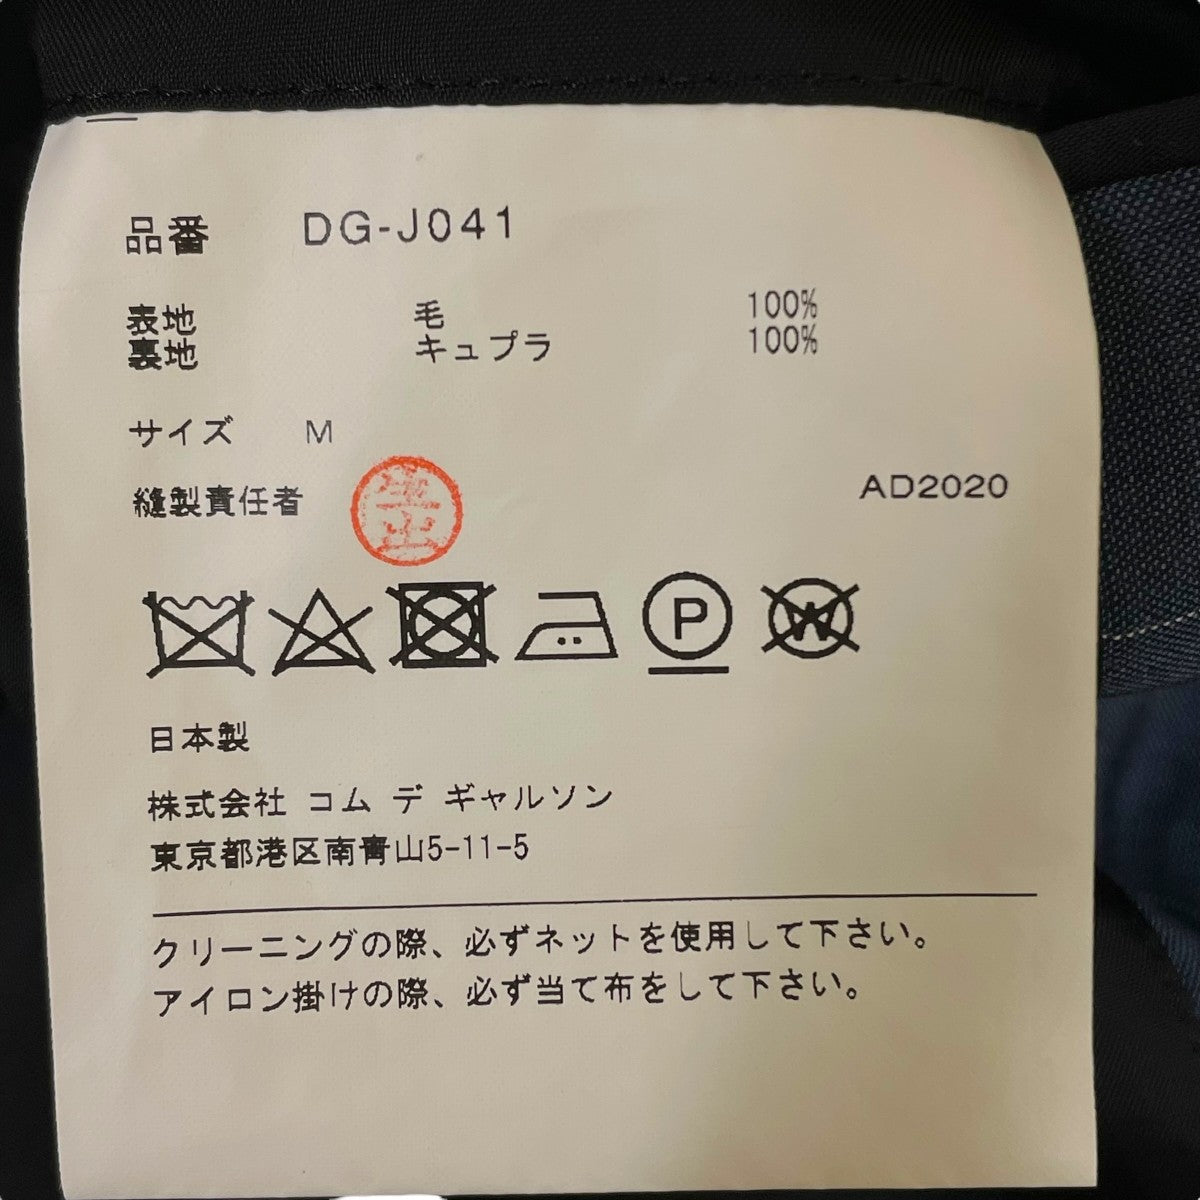 品番 DG-J041
表地 毛 100%
裏地 キュプラ 100%
サイズ M
縫製責任者
AD2020
P
W
日本製
株式会社 コム デ ギャルソン
東京都港区南青山5-11-5
クリーニングの際、必ずネットを使用して下さい。
アイロン掛けの際、必ず当て布をして下さい。